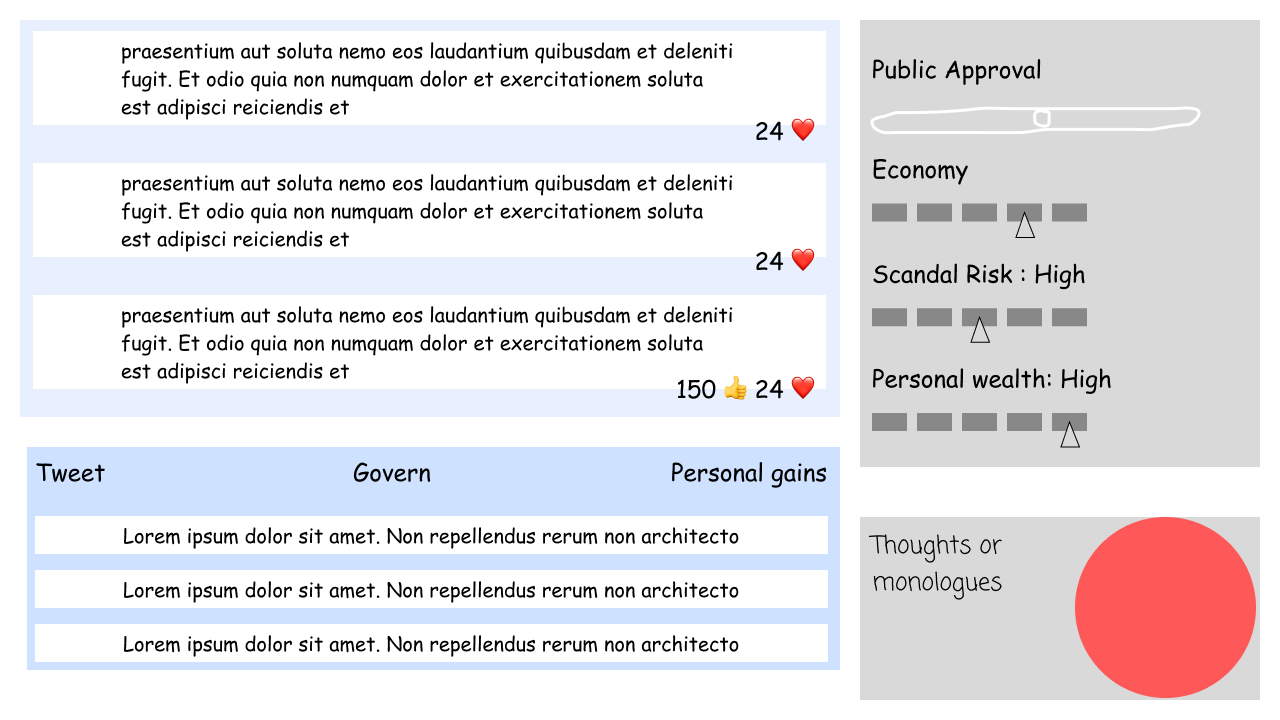 praesentium aut soluta nemo eos laudantium quibusdam et deleniti
fugit. Et odio quia non numquam dolor et exercitationem soluta
est adipisci reiciendis et
24 ❤️
praesentium aut soluta nemo eos laudantium quibusdam et deleniti
fugit. Et odio quia non numquam dolor et exercitationem soluta
est adipisci reiciendis et
24 ❤️
praesentium aut soluta nemo eos laudantium quibusdam et deleniti
fugit. Et odio quia non numquam dolor et exercitationem soluta
est adipisci reiciendis et
150 👍 24 ❤️
Tweet Govern Personal gains
Lorem ipsum dolor sit amet. Non repellendus rerum non architecto
Lorem ipsum dolor sit amet. Non repellendus rerum non architecto
Lorem ipsum dolor sit amet. Non repellendus rerum non architecto
Public Approval
Economy
Scandal Risk : High
Personal wealth: High
Thoughts or
monologues